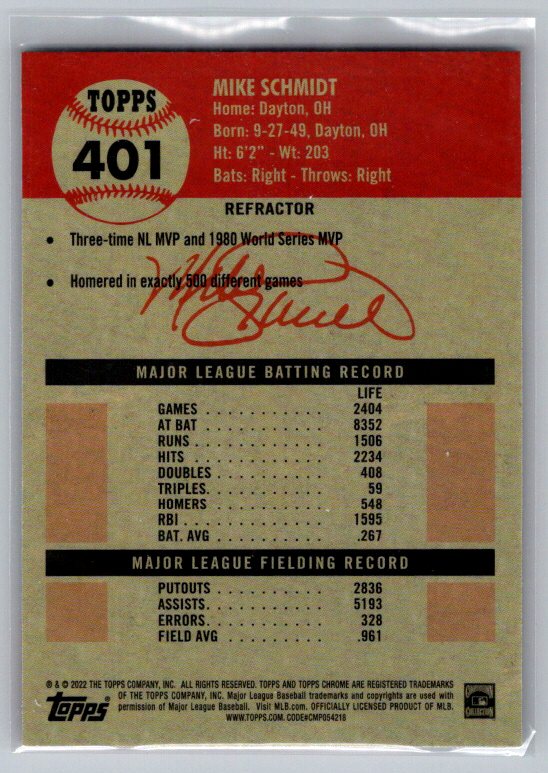 TOPPS
401
MIKE SCHMIDT
Home: Dayton, OH
Born: 9-27-49, Dayton, OH
Ht: 6'2" - Wt: 203
Bats: Right - Throws: Right
REFRACTOR
• Three-time NL MVP and 1980 World Series MVP
• Homered in exactly 500 different games
MAJOR LEAGUE BATTING RECORD
LIFE
GAMES . . . . . . . . . . . 2404
AT BAT . . . . . . . . . . . 8352
RUNS . . . . . . . . . . . 1506
HITS . . . . . . . . . . . 2234
DOUBLES . . . . . . . . . . 408
TRIPLES. . . . . . . . . . . 59
HOMERS . . . . . . . . . . 548
RBI . . . . . . . . . . . . 1595
BAT. AVG . . . . . . . . . . .267
MAJOR LEAGUE FIELDING RECORD
PUTOUTS . . . . . . . . . . 2836
ASSISTS. . . . . . . . . . . 5193
ERRORS. . . . . . . . . . . 328
FIELD AVG . . . . . . . . . .961
® & © 2022 THE TOPPS COMPANY, INC. ALL RIGHTS RESERVED. TOPPS AND TOPPS CHROME ARE REGISTERED TRADEMARKS
OF THE TOPPS COMPANY, INC. Major League Baseball trademarks and copyrights are used with
permission of Major League Baseball. Visit MLB.com. OFFICIALLY LICENSED PRODUCT OF MLB.
WWW.TOPPS.COM. CODE#CMP054218
Topps
COLLECTION